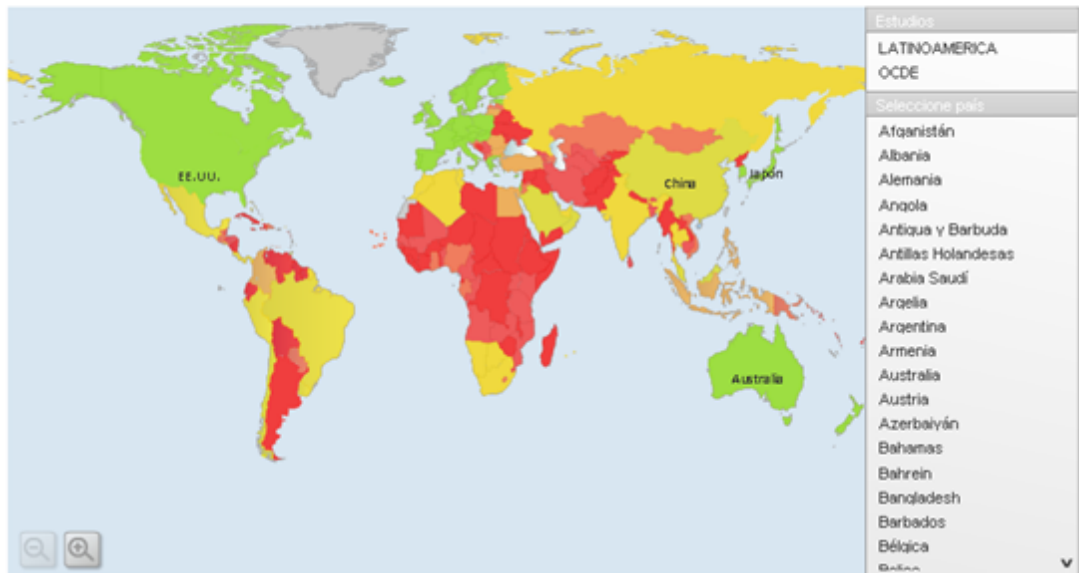 Estudios
LATINOAMERICA
OCDE
Seleccione país
Afganistán
Albania
Alemania
Angola
Antigua y Barbuda
Antillas Holandesas
Arabia Saudí
Argelia
Argentina
Armenia
Australia
Austria
Azerbaiyán
Bahamas
Bahrein
Bangladesh
Barbados
Bélgica
EE.UU.
China
Japón
Australia